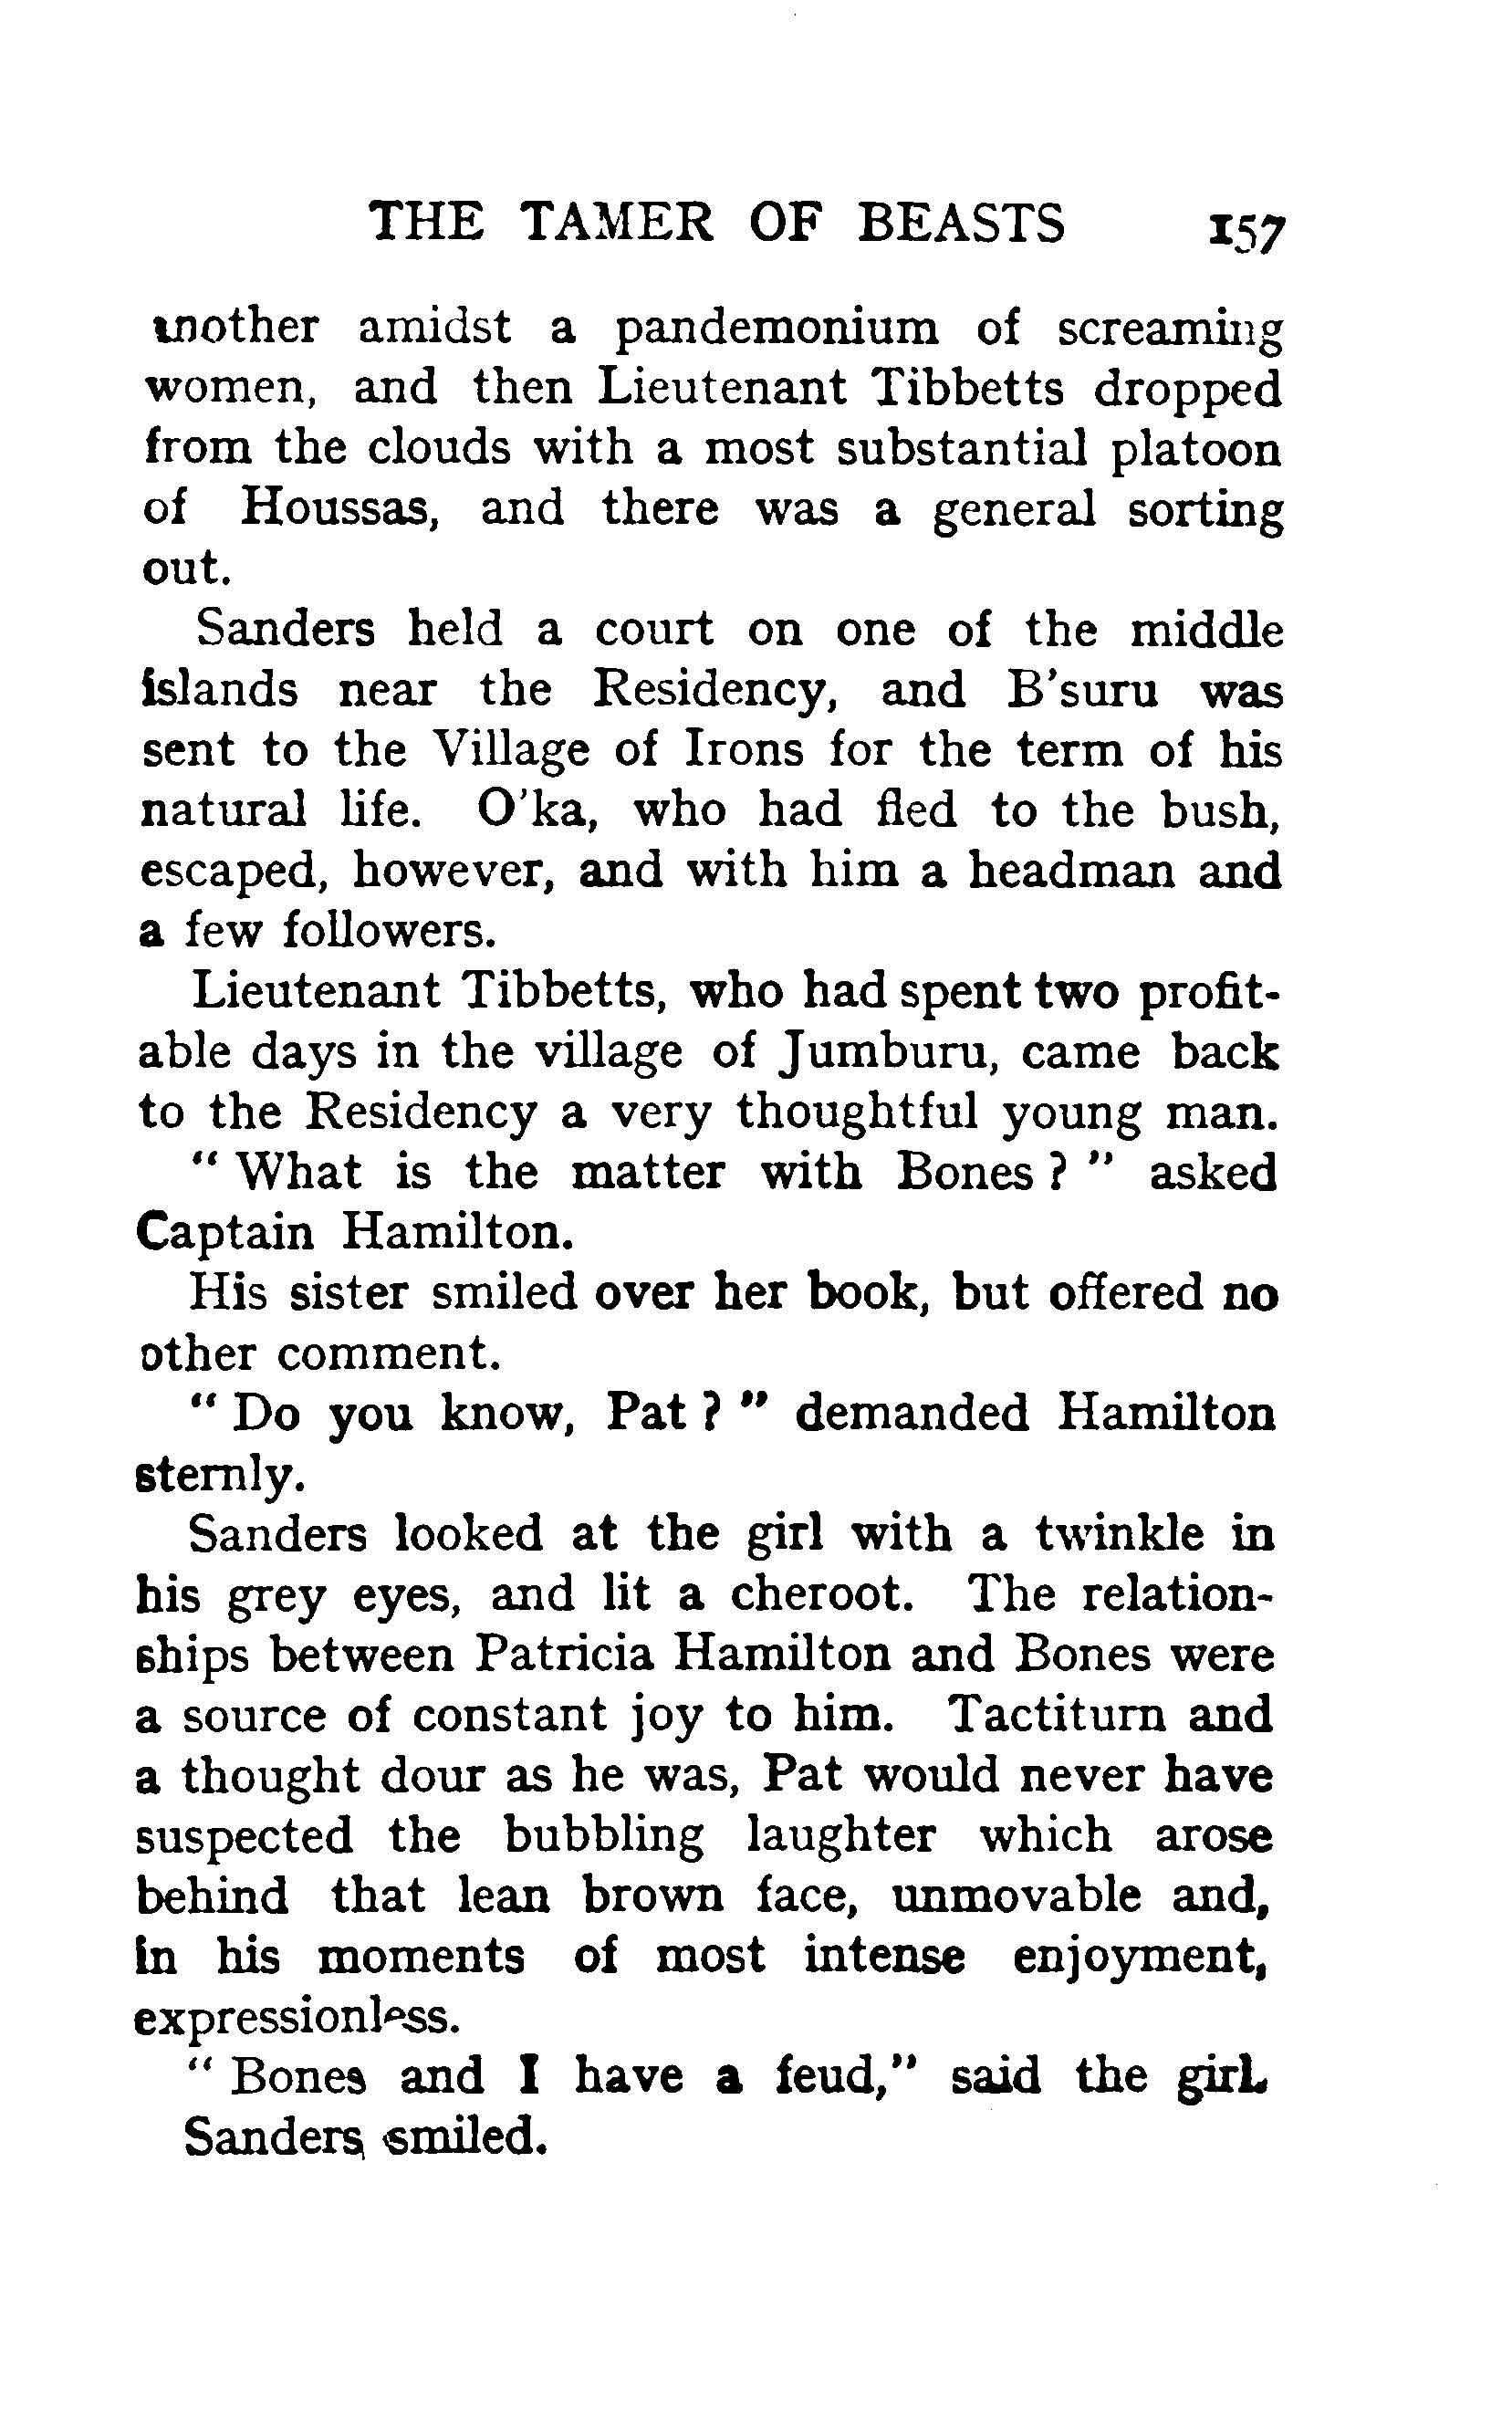 THE TAMER OF BEASTS 157
another amidst a pandemonium of screaming
women, and then Lieutenant Tibbetts dropped
from the clouds with a most substantial platoon
of Houssas, and there was a general sorting
out.
Sanders held a court on one of the middle
islands near the Residency, and B'suru was
sent to the Village of Irons for the term of his
natural life. O'ka, who had fled to the bush,
escaped, however, and with him a headman and
a few followers.
Lieutenant Tibbetts, who had spent two profit-
able days in the village of Jumburu, came back
to the Residency a very thoughtful young man.
" What is the matter with Bones ? " asked
Captain Hamilton.
His sister smiled over her book, but offered no
other comment.
" Do you know, Pat ? " demanded Hamilton
sternly.
Sanders looked at the girl with a twinkle in
his grey eyes, and lit a cheroot. The relation-
ships between Patricia Hamilton and Bones were
a source of constant joy to him. Tactiturn and
a thought dour as he was, Pat would never have
suspected the bubbling laughter which arose
behind that lean brown face, unmovable and,
in his moments of most intense enjoyment,
expressionless.
" Bones and I have a feud," said the girl.
Sanders smiled.